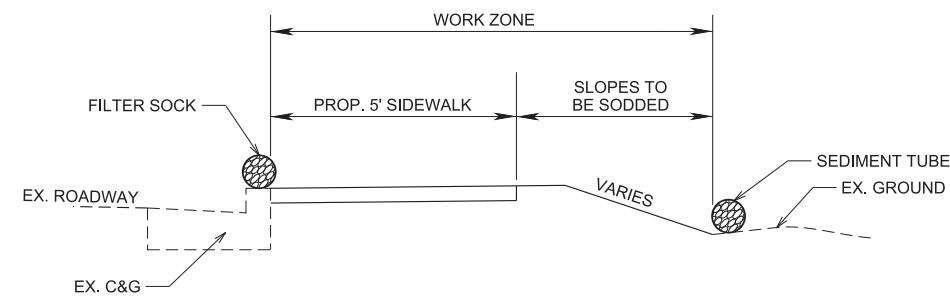 WORK ZONE
SLOPES TO
BE SODDED
FILTER SOCK
PROP. 5' SIDEWALK
SEDIMENT TUBE
EX. ROADWAY
VARIES
EX. GROUND
EX. C&G